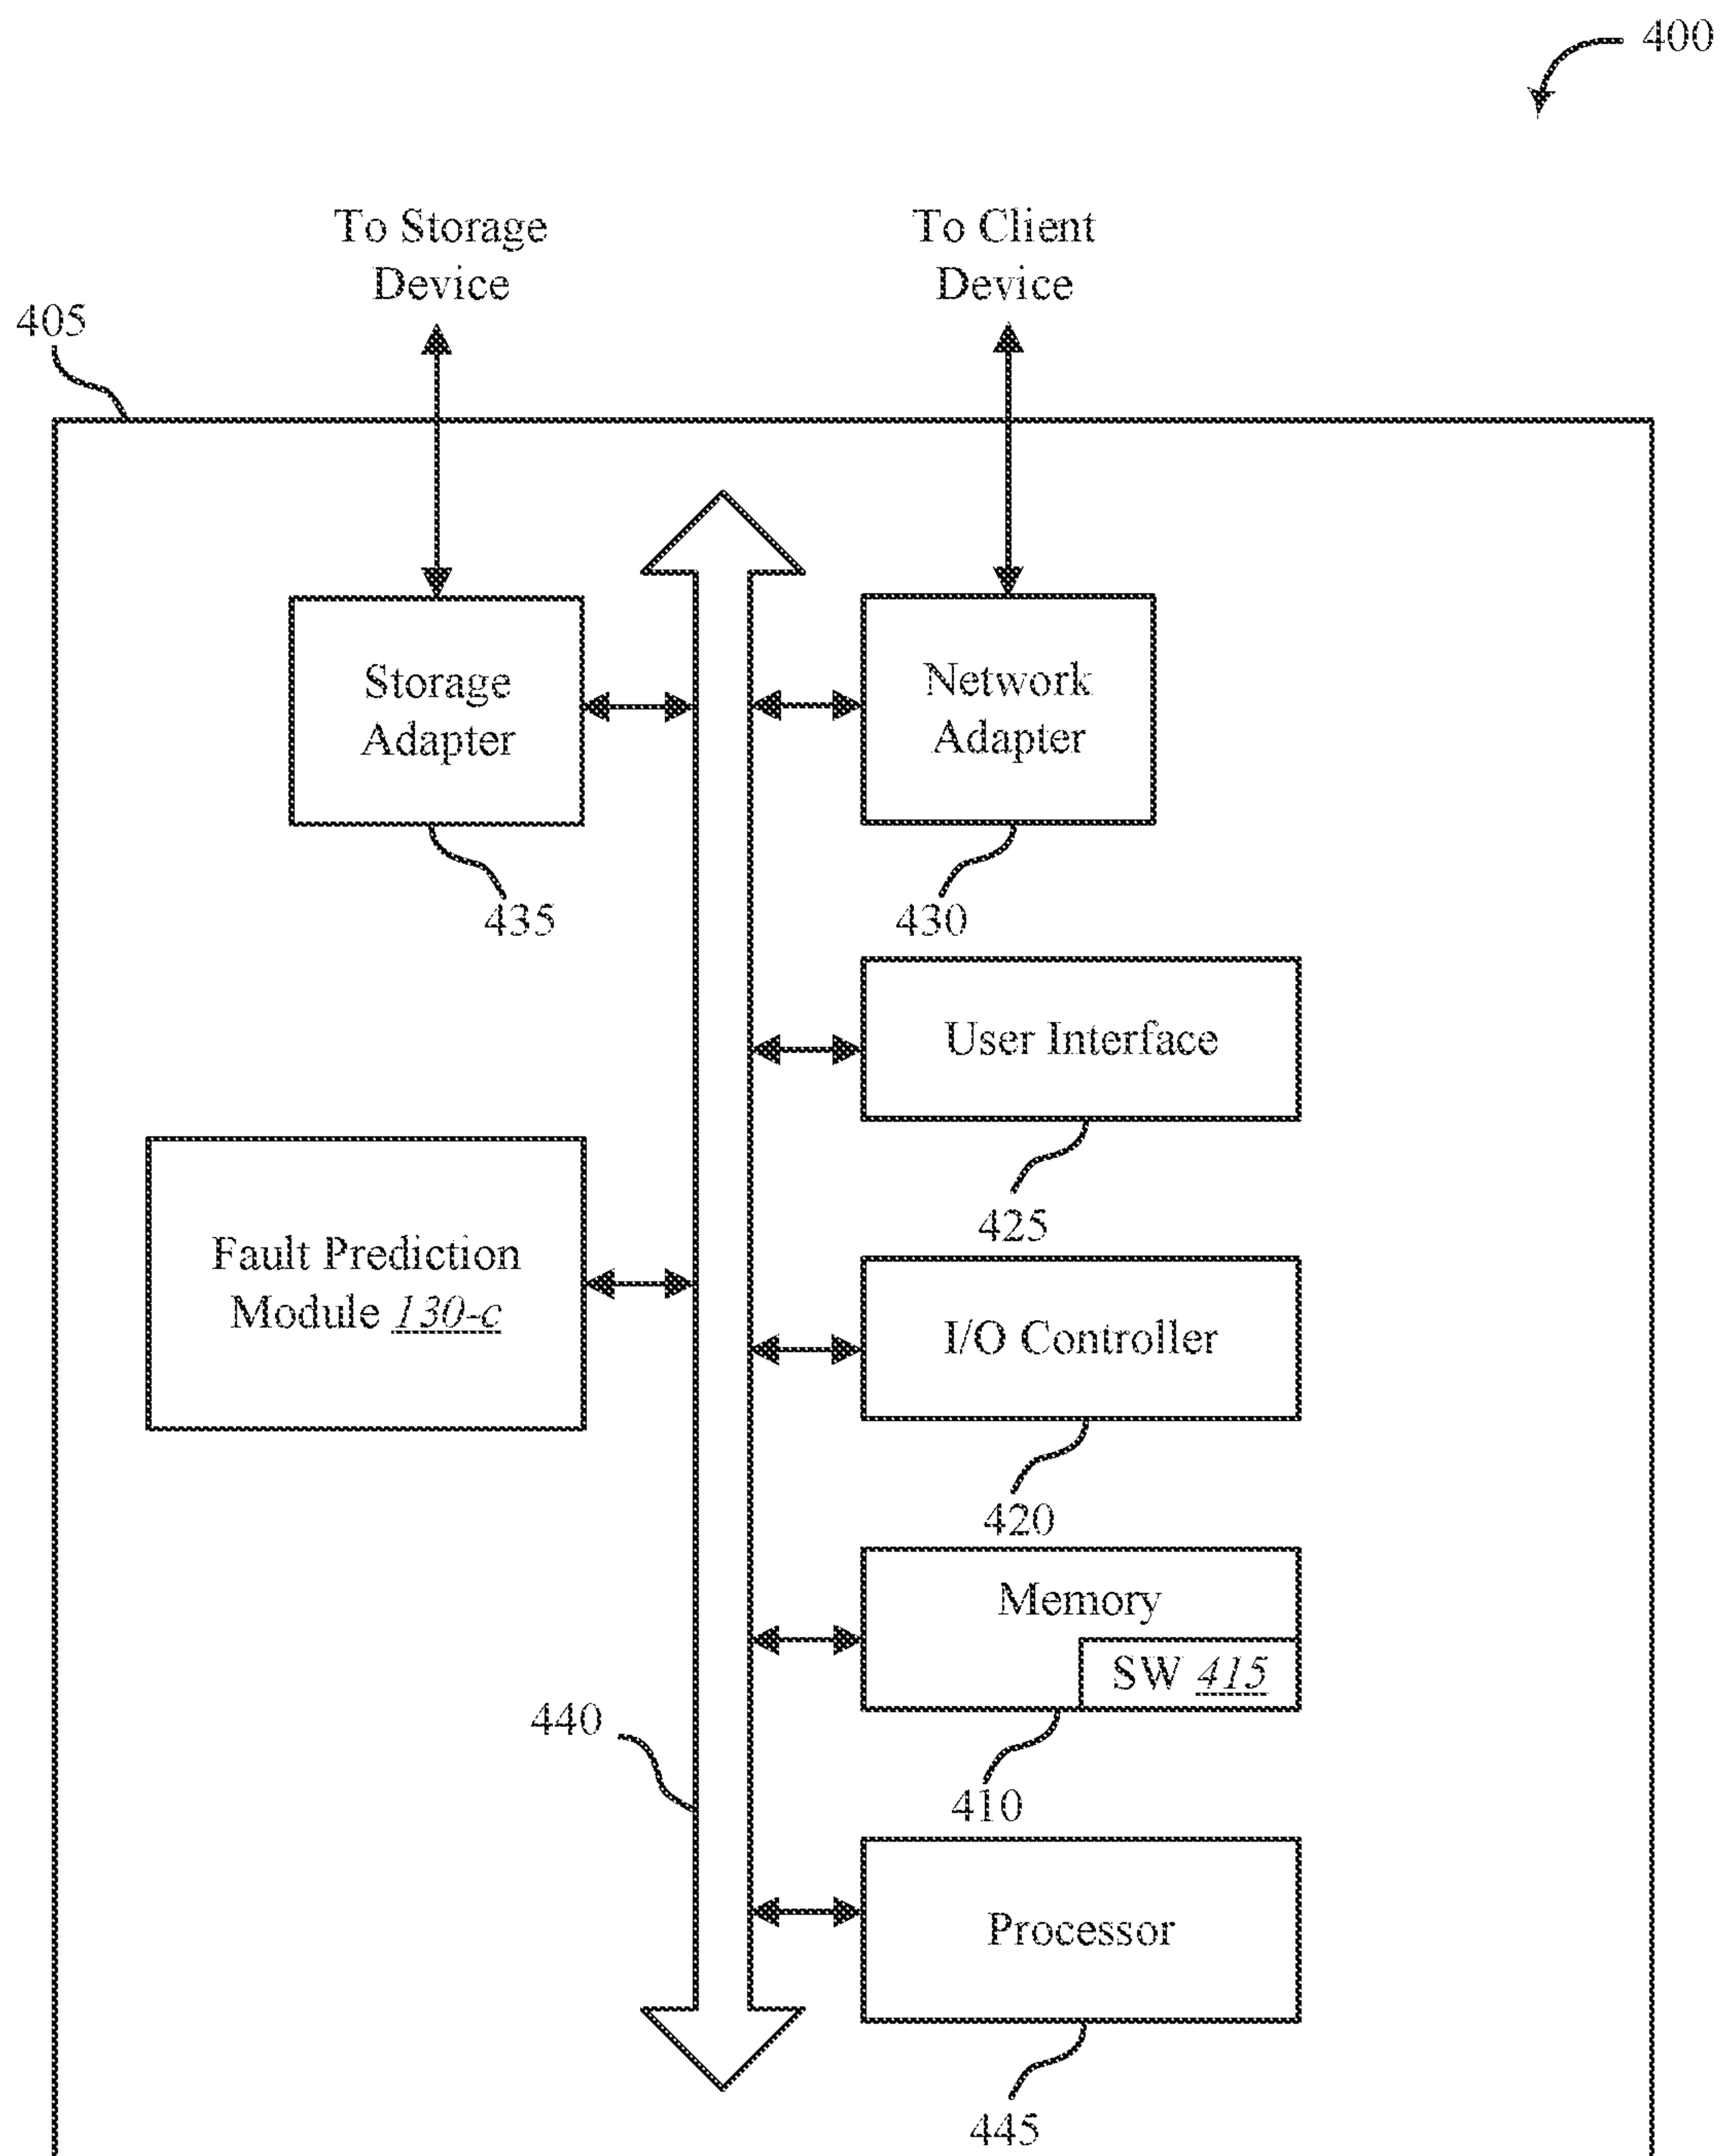 400
To Storage
Device
To Client
Device
405
Storage
Adapter
Network
Adapter
435
430
User Interface
425
Fault Prediction
Module 130-c
I/O Controller
420
Memory
SW 415
440
410
Processor
445